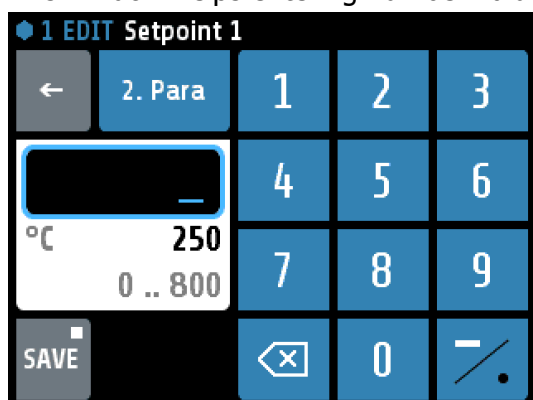 1 EDIT Setpoint 1
← 2. Para 1 2 3
_ 4 5 6
°C 250
0 .. 800 7 8 9
SAVE 0 -/.